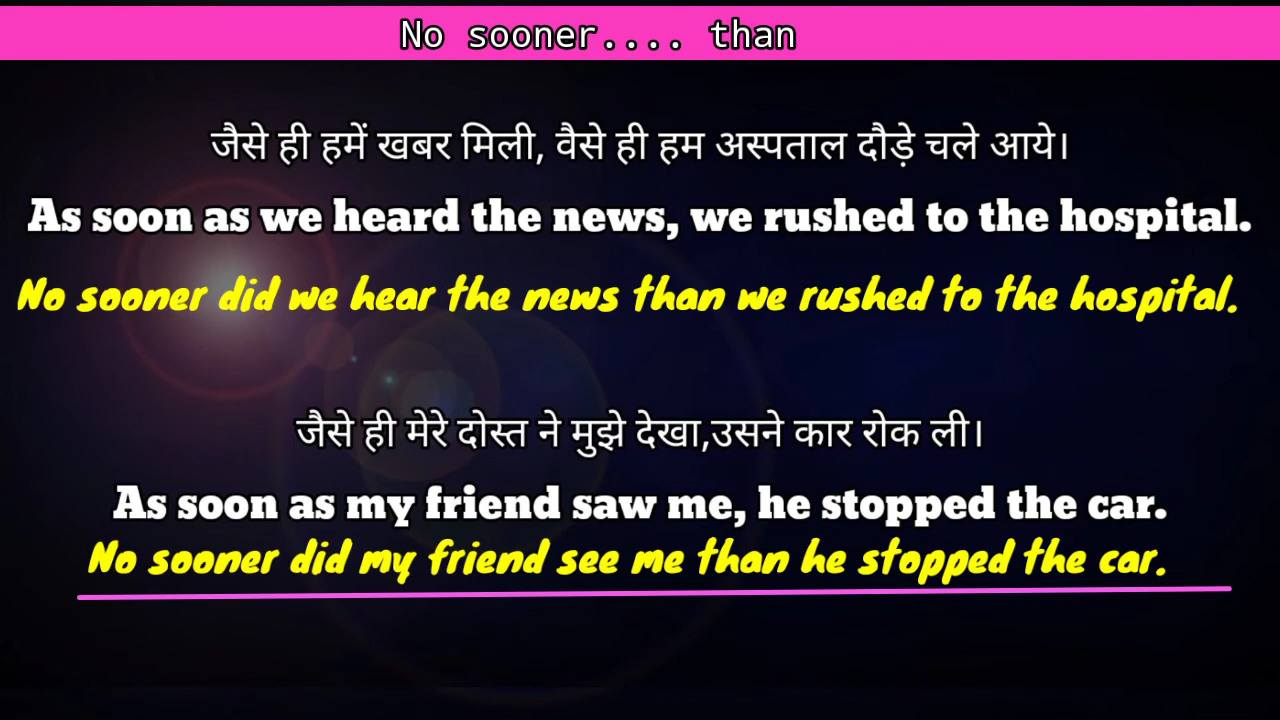 No sooner.... than
जैसे ही हमें खबर मिली, वैसे ही हम अस्पताल दौड़े चले आये।
As soon as we heard the news, we rushed to the hospital.
No sooner did we hear the news than we rushed to the hospital.
जैसे ही मेरे दोस्त ने मुझे देखा,उसने कार रोक ली।
As soon as my friend saw me, he stopped the car.
No sooner did my friend see me than he stopped the car.